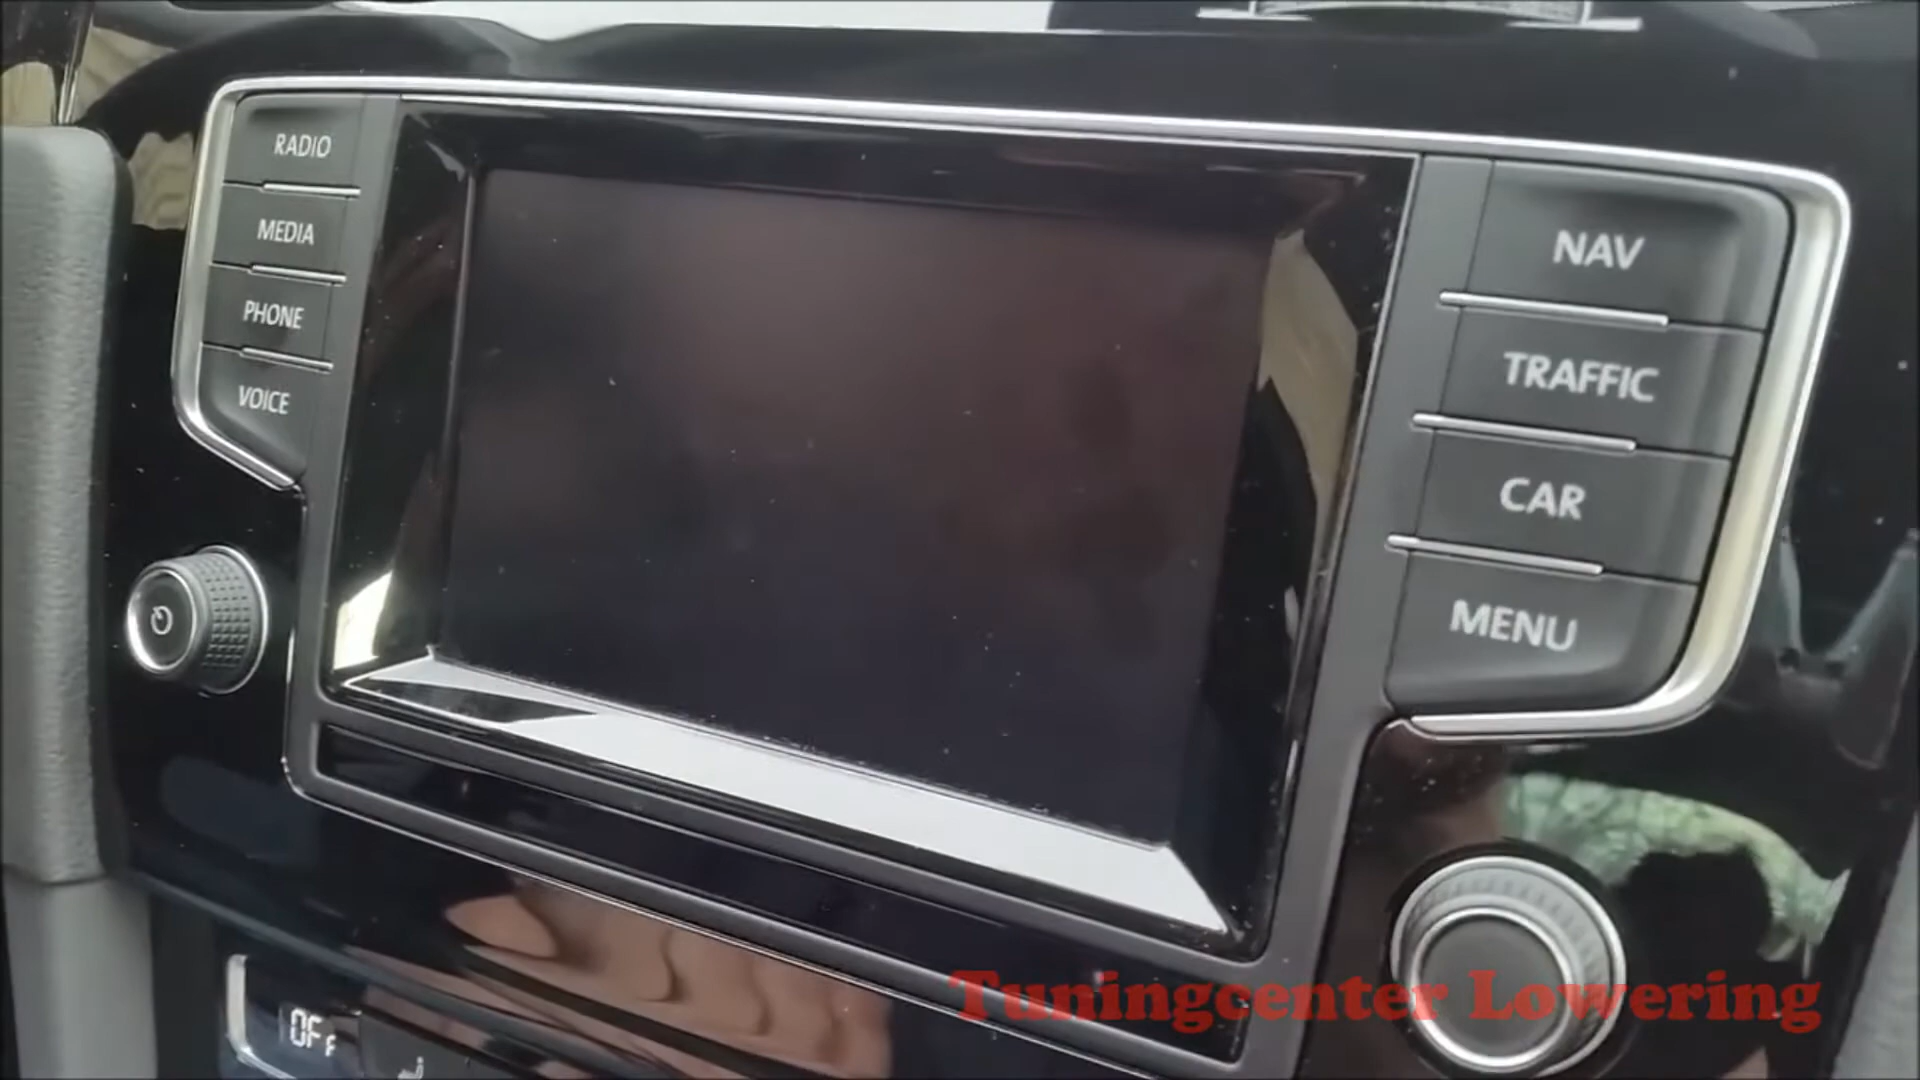 RADIO
MEDIA
PHONE
VOICE
NAV
TRAFFIC
CAR
MENU
OFF
Tuningcenter Lowering